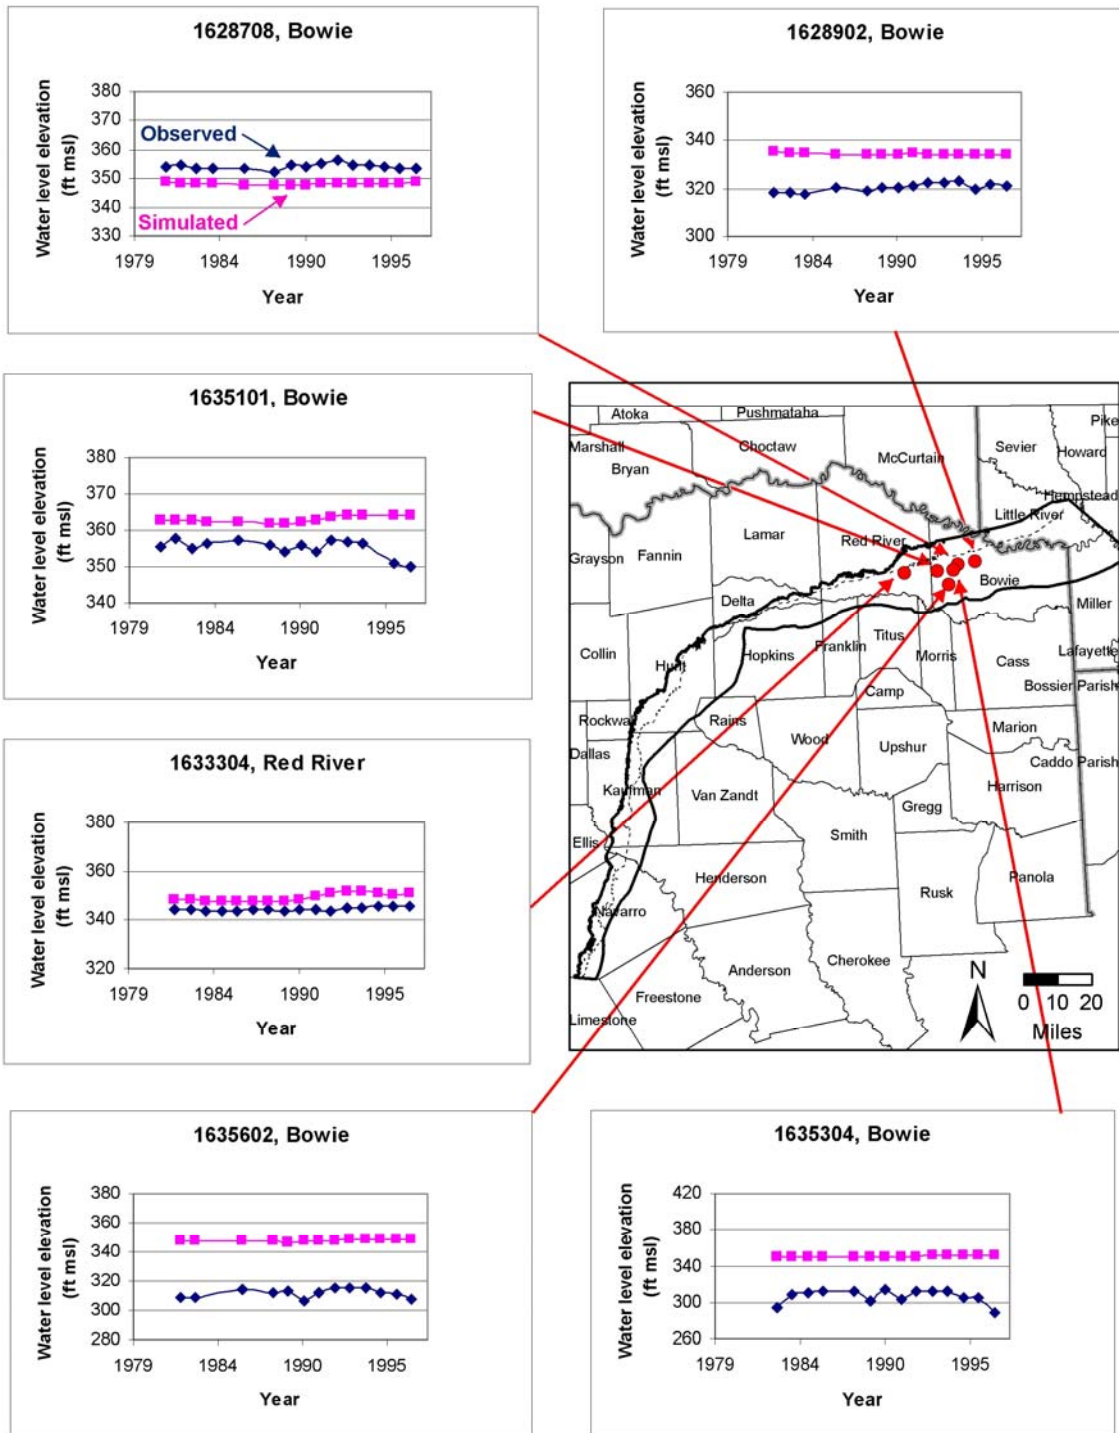 1628708, Bowie
Water level elevation
(ft msl)
380
370
360
350
340
330
Observed
Simulated
1979
1984
1990
1995
Year
1628902, Bowie
Water level elevation
(ft msl)
360
340
320
300
1979
1984
1990
1995
Year
1635101, Bowie
Water level elevation
(ft msl)
380
370
360
350
340
1979
1984
1990
1995
Year
1633304, Red River
Water level elevation
(ft msl)
380
360
340
320
1979
1984
1990
1995
Year
Atoka
Pushmataha
Pike
Marshall
Choctaw
Sevier
Howard
Bryan
McCurtain
Hempstead
Little River
Lamar
Red River
Grayson
Fannin
Bowie
Delta
Miller
Titus
Collin
Hunt
Hopkins
Franklin
Morris
Cass
Lafayette
Bossier Parish
Camp
Rockwa
Rains
Marion
Wood
Dallas
Upshur
Caddo Parish
Kaufman
Van Zandt
Harrison
Gregg
Ellis
Smith
Henderson
Panola
Rusk
Navarro
Cherokee
Anderson
Freestone
Limestone
N
0 10 20
Miles
1635602, Bowie
Water level elevation
(ft msl)
380
360
340
320
300
280
1979
1984
1990
1995
Year
1635304, Bowie
Water level elevation
(ft msl)
420
380
340
300
260
1979
1984
1990
1995
Year